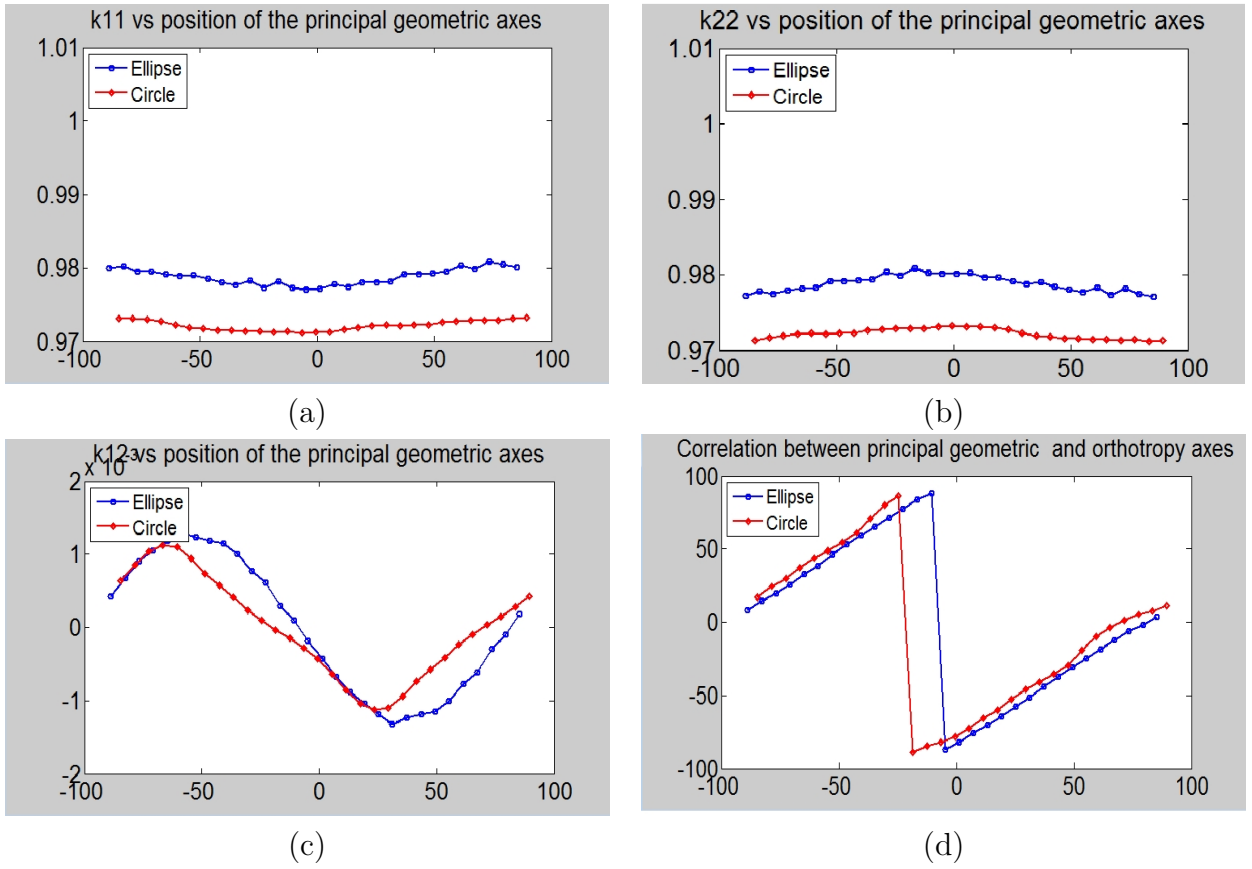 k11 vs position of the principal geometric axes
1.01
1
0.99
0.98
0.97
-100
-50
0
50
100
Ellipse
Circle
(a)
k22 vs position of the principal geometric axes
1.01
1
0.99
0.98
0.97
-100
-50
0
50
100
Ellipse
Circle
(b)
k12 vs position of the principal geometric axes
x 10-3
2
1
0
-1
-2
-100
-50
0
50
100
Ellipse
Circle
(c)
Correlation between principal geometric and orthotropy axes
100
50
0
-50
-100
-100
-50
0
50
100
Ellipse
Circle
(d)